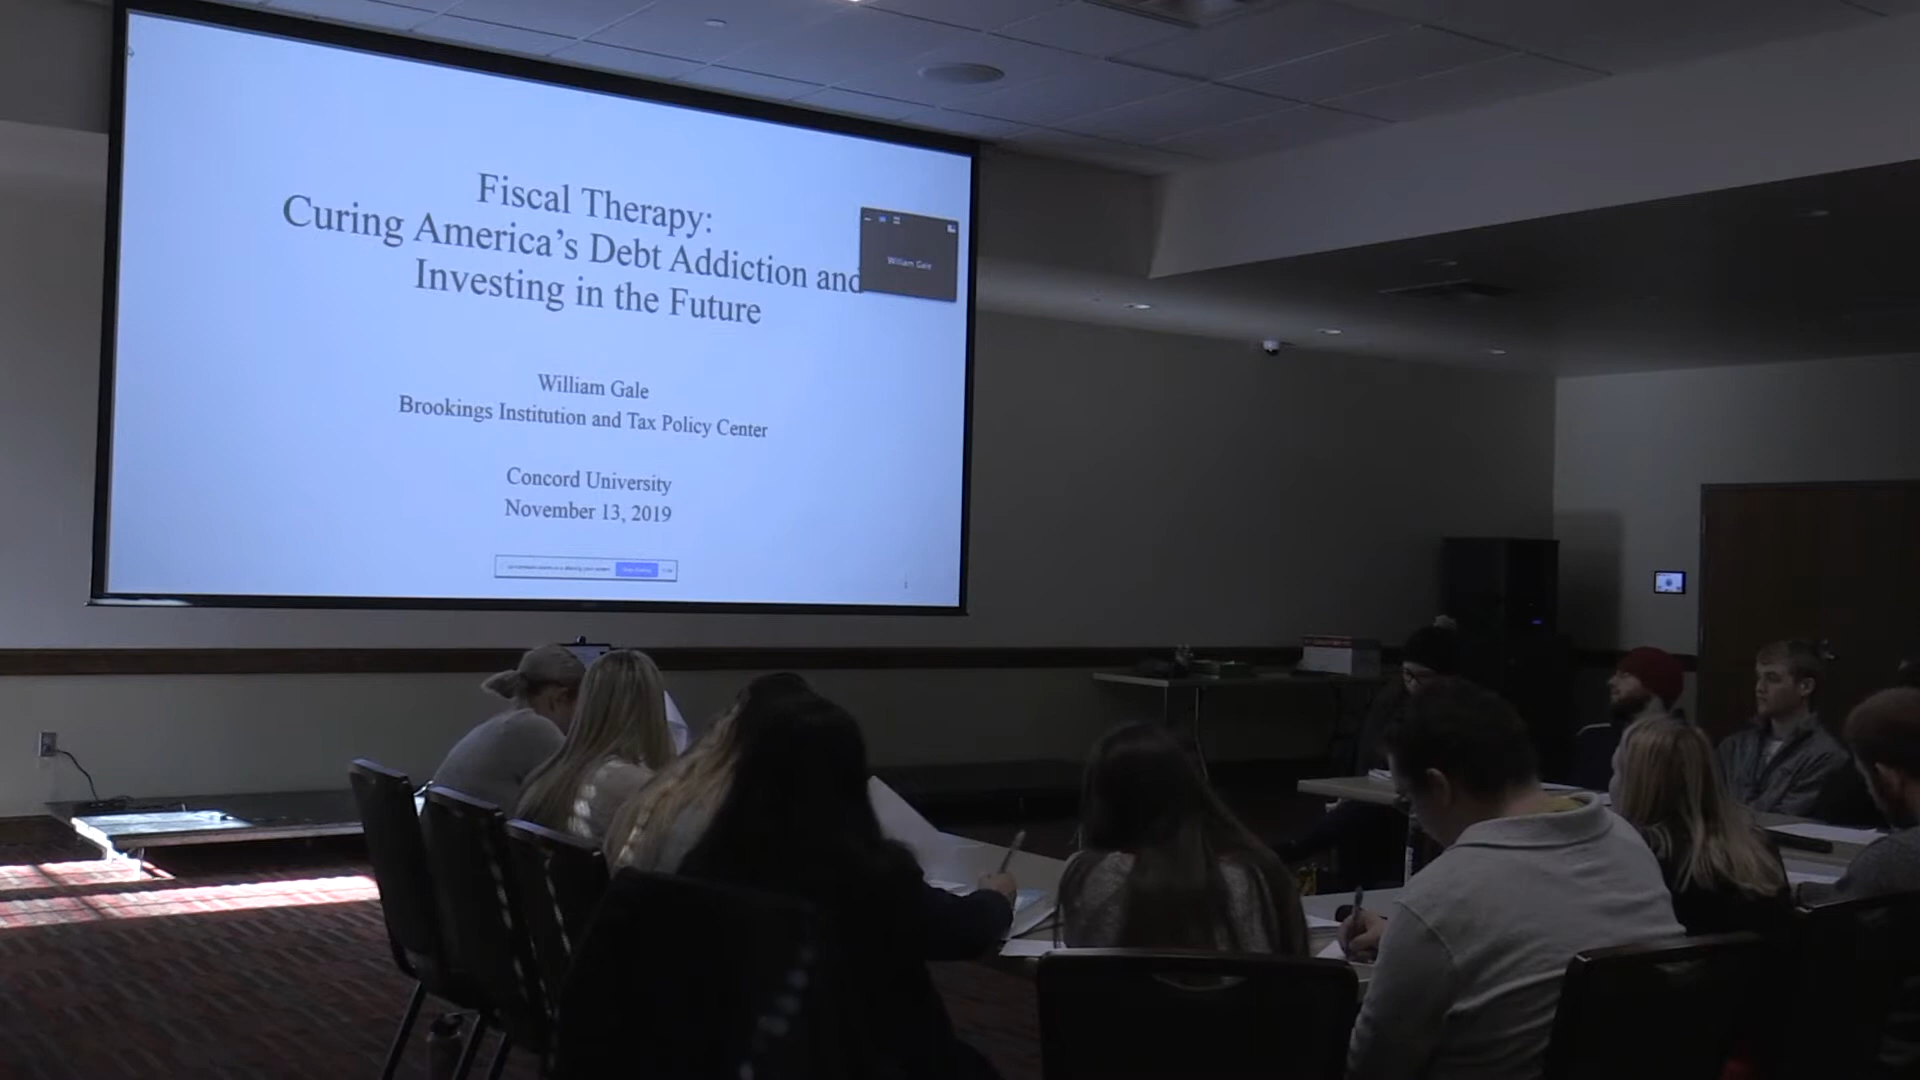 Fiscal Therapy:
Curing America's Debt Addiction and
Investing in the Future
William Gale
William Gale
Brookings Institution and Tax Policy Center
Concord University
November 13, 2019